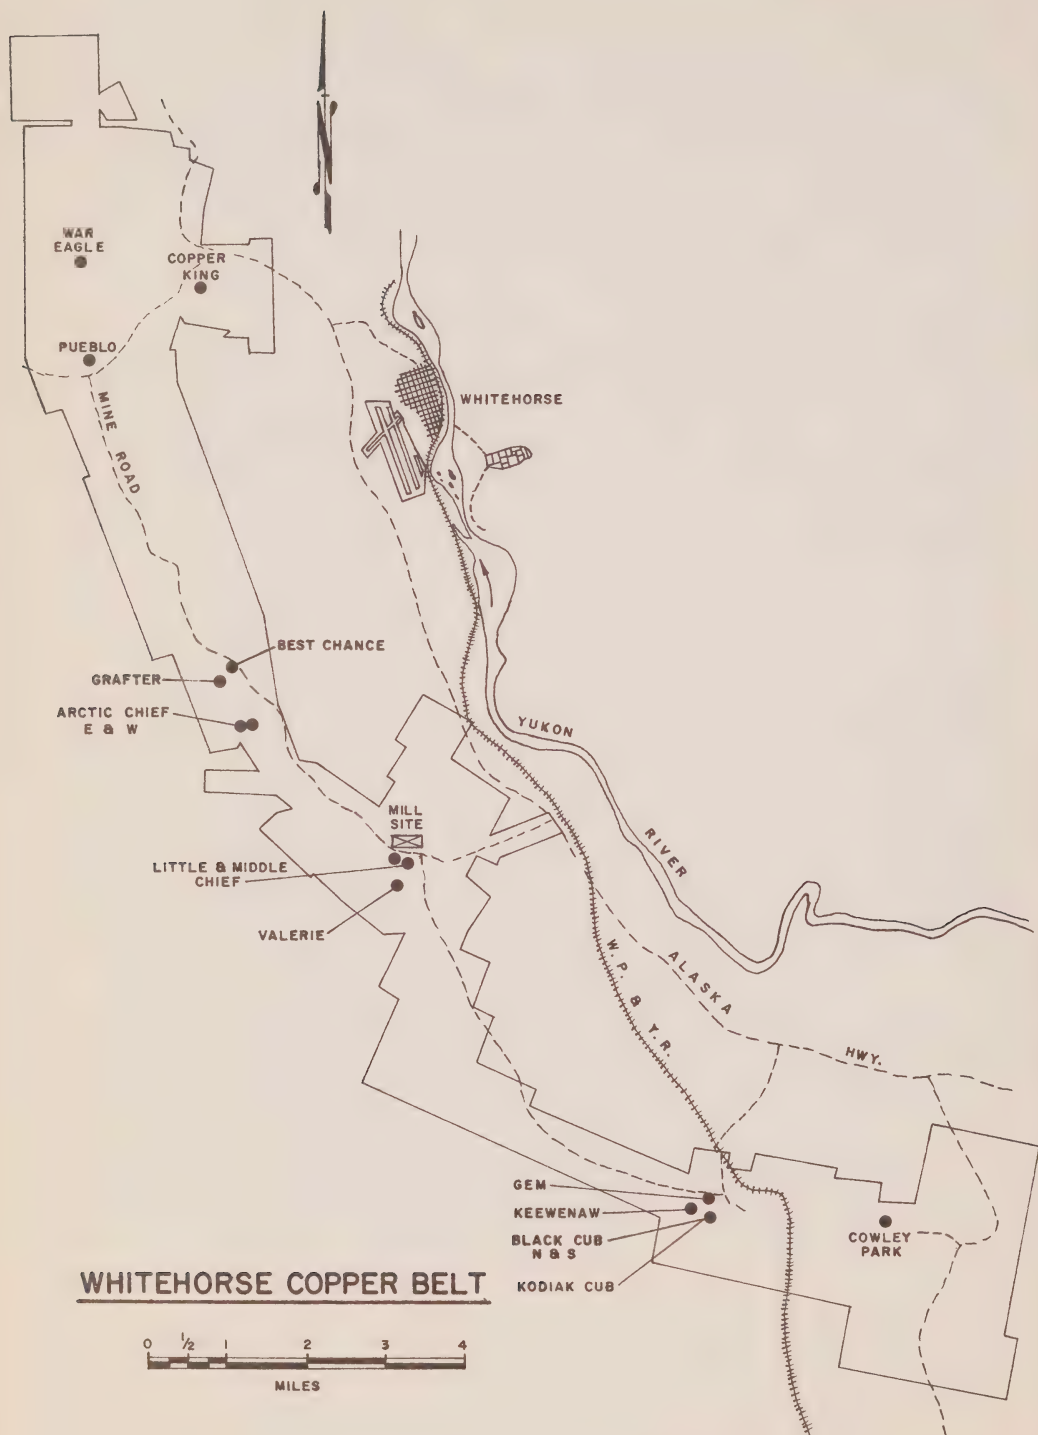 N
WAR
EAGLE
COPPER
KING
PUEBLO
MINE ROAD
WHITEHORSE
BEST CHANCE
GRAFTER
ARCTIC CHIEF
E & W
YUKON
RIVER
MILL
SITE
LITTLE & MIDDLE
CHIEF
VALERIE
W. P. & Y. R.
ALASKA
HWY.
GEM
KEEWENAW
BLACK CUB
N & S
KODIAK CUB
COWLEY
PARK
WHITEHORSE COPPER BELT
0 1/2 1 2 3 4
MILES